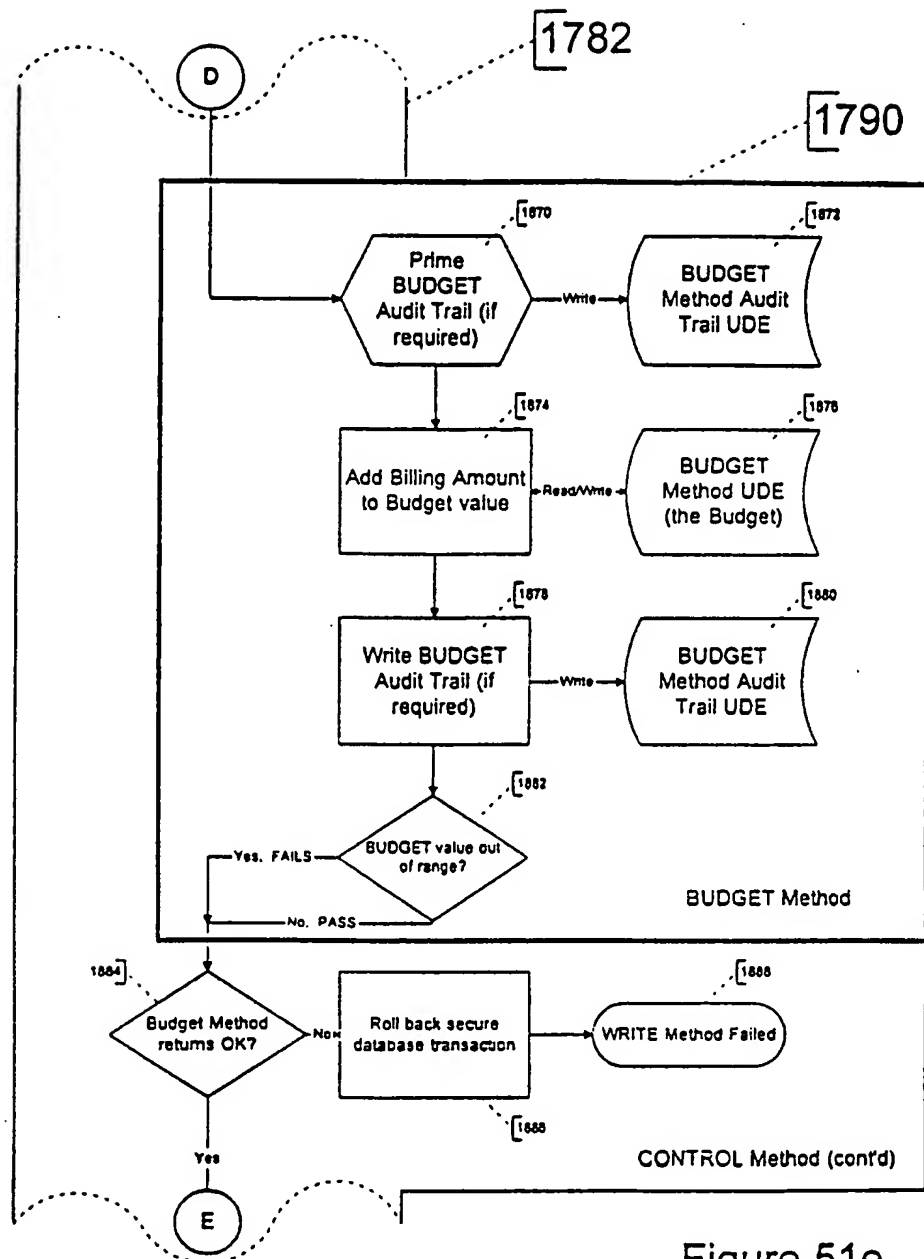 1782
D
1790
1870
Prime
BUDGET
Audit Trail (if
required)
Write
1872
BUDGET
Method Audit
Trail UDE
1874
Add Billing Amount
to Budget value
Read/Write
1876
BUDGET
Method UDE
(the Budget)
1878
Write BUDGET
Audit Trail (if
required)
Write
1880
BUDGET
Method Audit
Trail UDE
1882
BUDGET value out
of range?
Yes, FAILS
No, PASS
BUDGET Method
1884
Budget Method
returns OK?
No
Roll back secure
database transaction
1888
WRITE Method Failed
Yes
CONTROL Method (cont'd)
E
Figure 51e